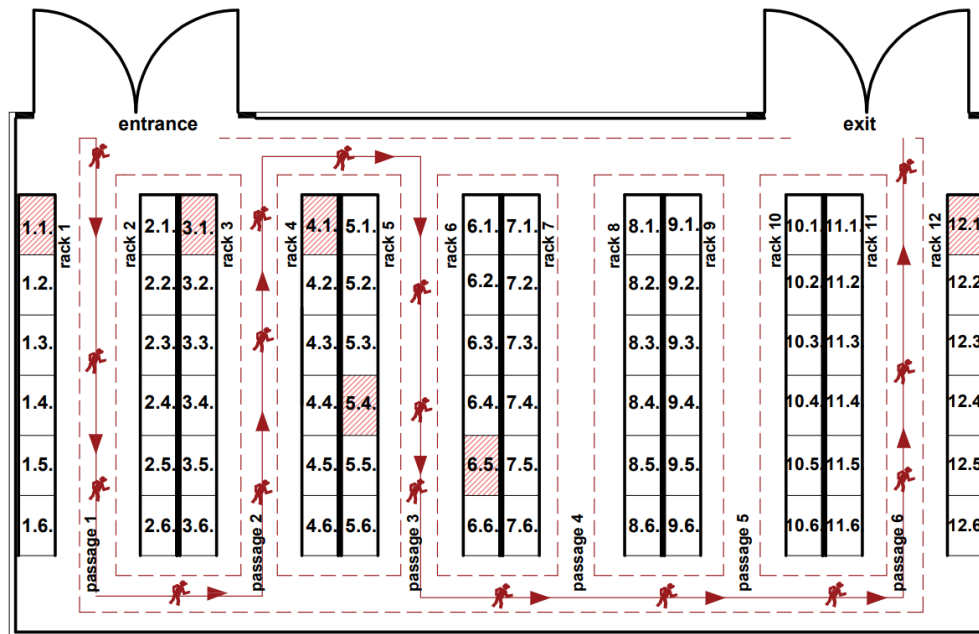 entrance
exit
rack 1
rack 2
rack 3
rack 4
rack 5
rack 6
rack 7
rack 8
rack 9
rack 10
rack 11
rack 12
1.1. 2.1. 3.1. 4.1. 5.1. 6.1. 7.1. 8.1. 9.1. 10.1. 11.1. 12.1
1.2. 2.2. 3.2. 4.2. 5.2. 6.2. 7.2. 8.2. 9.2. 10.2. 11.2 12.2
1.3. 2.3. 3.3. 4.3. 5.3. 6.3. 7.3. 8.3. 9.3. 10.3. 11.3 12.3
1.4. 2.4. 3.4. 4.4. 5.4. 6.4. 7.4. 8.4. 9.4. 10.4. 11.4 12.4
1.5. 2.5. 3.5. 4.5. 5.5. 6.5. 7.5. 8.5. 9.5. 10.5. 11.5 12.5
1.6. 2.6. 3.6. 4.6. 5.6. 6.6. 7.6. 8.6. 9.6. 10.6. 11.6 12.6
passage 1
passage 2
passage 3
passage 4
passage 5
passage 6